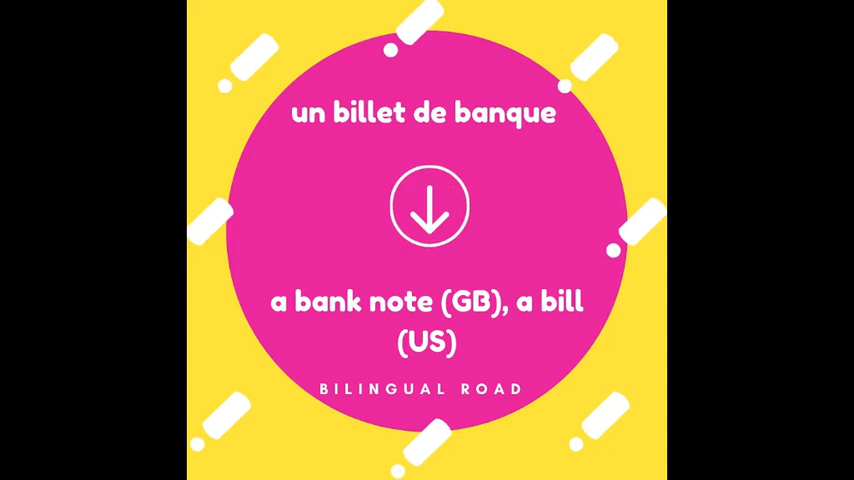 un billet de banque
a bank note (GB), a bill
(US)
BILINGUAL ROAD